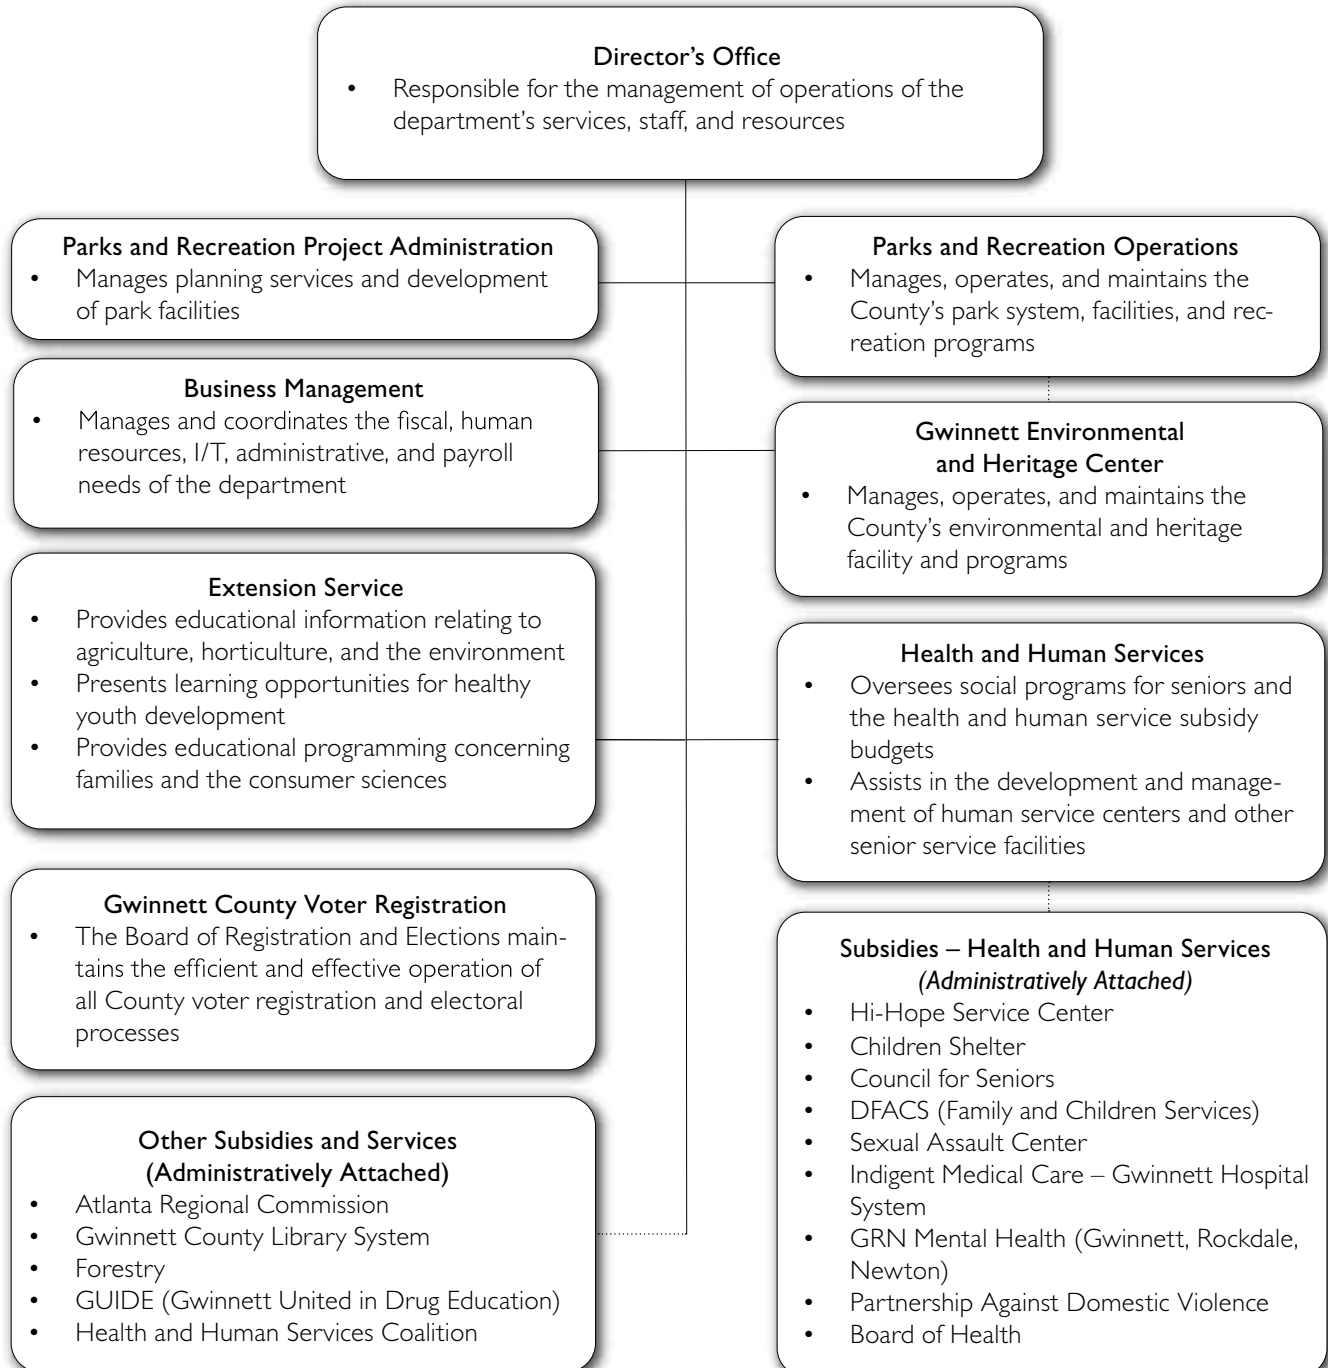 Director’s Office
• Responsible for the management of operations of the
department’s services, staff, and resources
Parks and Recreation Project Administration
• Manages planning services and development
of park facilities
Parks and Recreation Operations
• Manages, operates, and maintains the
County’s park system, facilities, and rec-
reation programs
Business Management
• Manages and coordinates the fiscal, human
resources, I/T, administrative, and payroll
needs of the department
Gwinnett Environmental
and Heritage Center
• Manages, operates, and maintains the
County’s environmental and heritage
facility and programs
Extension Service
• Provides educational information relating to
agriculture, horticulture, and the environment
• Presents learning opportunities for healthy
youth development
• Provides educational programming concerning
families and the consumer sciences
Health and Human Services
• Oversees social programs for seniors and
the health and human service subsidy
budgets
• Assists in the development and manage-
ment of human service centers and other
senior service facilities
Gwinnett County Voter Registration
• The Board of Registration and Elections main-
tains the efficient and effective operation of
all County voter registration and electoral
processes
Subsidies – Health and Human Services
(Administratively Attached)
• Hi-Hope Service Center
• Children Shelter
• Council for Seniors
• DFACS (Family and Children Services)
• Sexual Assault Center
• Indigent Medical Care – Gwinnett Hospital
System
• GRN Mental Health (Gwinnett, Rockdale,
Newton)
• Partnership Against Domestic Violence
• Board of Health
Other Subsidies and Services
(Administratively Attached)
• Atlanta Regional Commission
• Gwinnett County Library System
• Forestry
• GUIDE (Gwinnett United in Drug Education)
• Health and Human Services Coalition